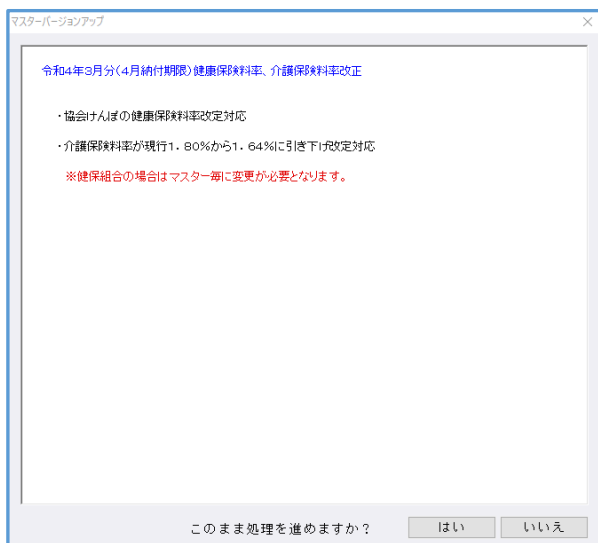 マスターバージョンアップ
令和4年3月分(4月納付期限)健康保険料率、介護保険料率改正
・協会けんぽの健康保険料率改定対応
・介護保険料率が現行1.80%から1.64%に引き下げ改定対応
※健保組合の場合はマスター毎に変更が必要となります。
このまま処理を進めますか？
はい
いいえ